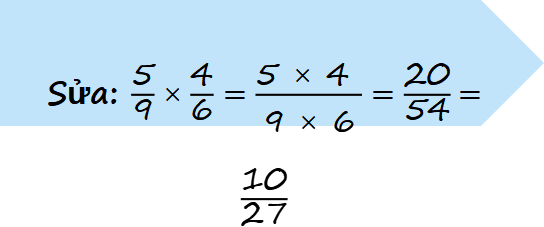 Sửa: 5/9 × 4/6 = (5 × 4)/(9 × 6) = 20/54 =
10/27